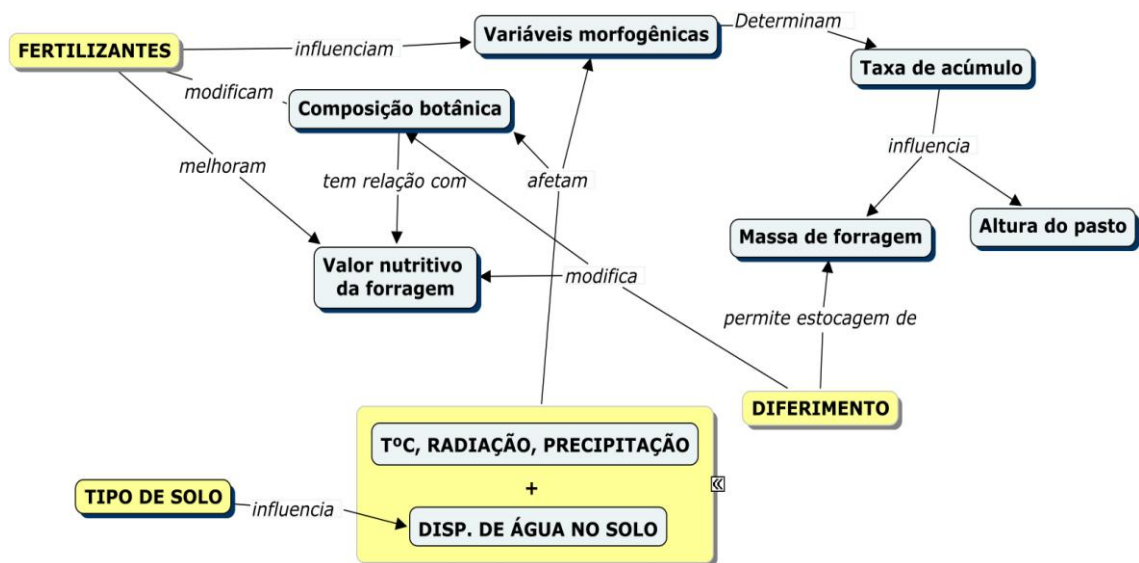 Determinam
Variáveis morfogênicas
FERTILIZANTES
influenciam
Taxa de acúmulo
modificam
Composição botânica
influencia
melhoram
tem relação com
afetam
Massa de forragem
Altura do pasto
Valor nutritivo
da forragem
modifica
permite estocagem de
DIFERIMENTO
TºC, RADIAÇÃO, PRECIPITAÇÃO
+
TIPO DE SOLO
influencia
DISP. DE ÁGUA NO SOLO